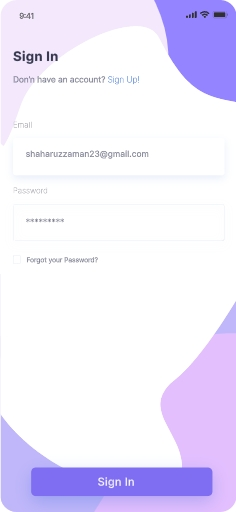 9:41
Sign In
Don't have an account? Sign Up!
Email
shaharuzzaman23@gmail.com
Password
*********
Forgot your Password?
Sign In